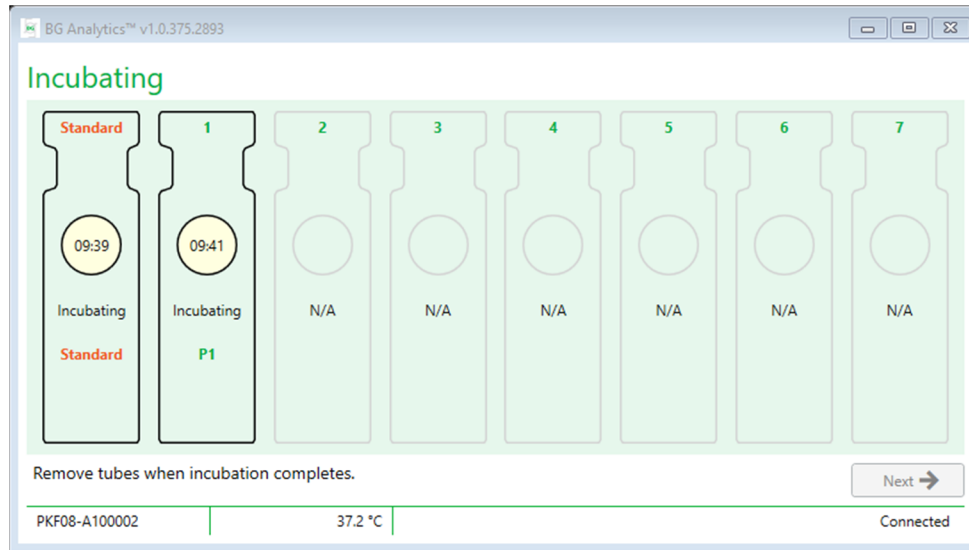 BG Analytics™ v1.0.375.2893
Incubating
Standard 1 2 3 4 5 6 7
09:39 09:41
Incubating Incubating N/A N/A N/A N/A N/A N/A
Standard P1
Remove tubes when incubation completes.
Next
PKF08-A100002 37.2 °C Connected